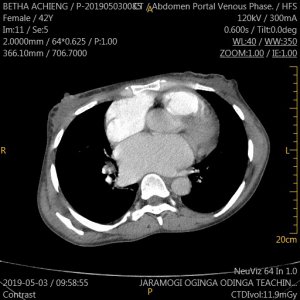 BETHA ACHIENG / P-2019050300
Abdomen Portal Venous Phase. / HFS
Female / 42Y
120kV / 300mA
Im:11 / Se:5
0.600s / Tilt:0.0deg
2.0000mm / 64*0.625 / P:1.00
WL:40 / WW:350
366.10mm / 706.7000
ZOOM:1.00 / IE:1.00
A
R
L
20cm
NeuViz 64 In 1.0
2019-05-03 / 09:58:55
JARAMOGI OGINGA ODINGA TEACHIN...
Contrast
P
CTDIvol:11.9mGy